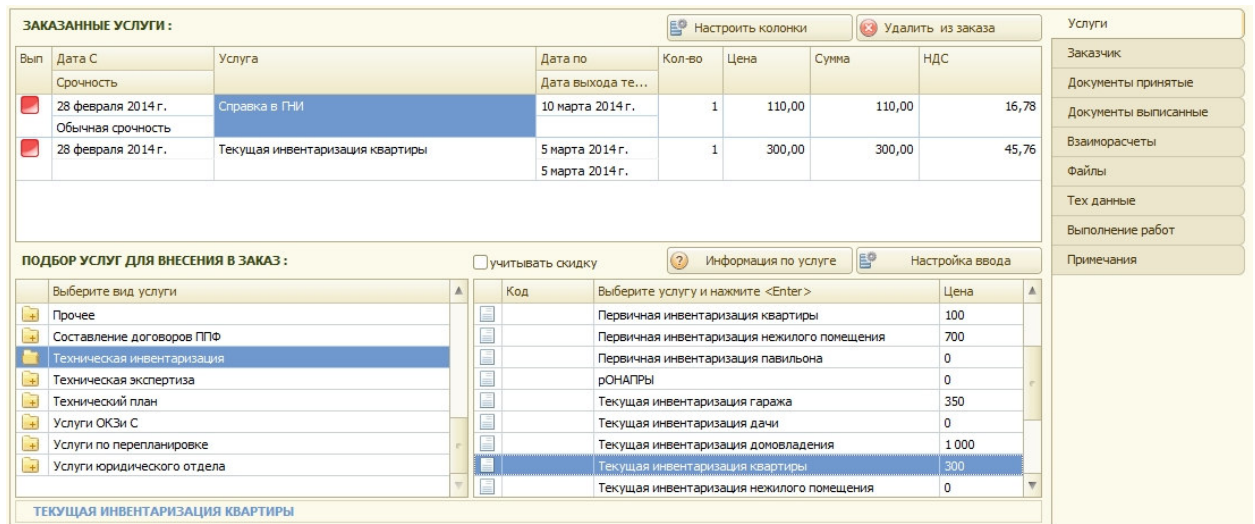 ЗАКАЗАННЫЕ УСЛУГИ :
Настроить колонки
Удалить из заказа
Вып Дата С Услуга Дата по Кол-во Цена Сумма НДС
Срочность Дата выхода те...
28 февраля 2014 г. Справка в ГНИ 10 марта 2014 г. 1 110,00 110,00 16,78
Обычная срочность
28 февраля 2014 г. Текущая инвентаризация квартиры 5 марта 2014 г. 1 300,00 300,00 45,76
5 марта 2014 г.
ПОДБОР УСЛУГ ДЛЯ ВНЕСЕНИЯ В ЗАКАЗ :
учитывать скидку
Информация по услуге
Настройка ввода
Выберите вид услуги
Прочее
Составление договоров ППФ
Техническая инвентаризация
Техническая экспертиза
Технический план
Услуги ОКЗи С
Услуги по перепланировке
Услуги юридического отдела
Код Выберите услугу и нажмите <Enter> Цена
Первичная инвентаризация квартиры 100
Первичная инвентаризация нежилого помещения 700
Первичная инвентаризация павильона 0
рОНАПРЫ 0
Текущая инвентаризация гаража 350
Текущая инвентаризация дачи 0
Текущая инвентаризация домовладения 1 000
Текущая инвентаризация квартиры 300
Текущая инвентаризация нежилого помещения 0
ТЕКУЩАЯ ИНВЕНТАРИЗАЦИЯ КВАРТИРЫ
Услуги
Заказчик
Документы принятые
Документы выписанные
Взаиморасчеты
Файлы
Тех данные
Выполнение работ
Примечания